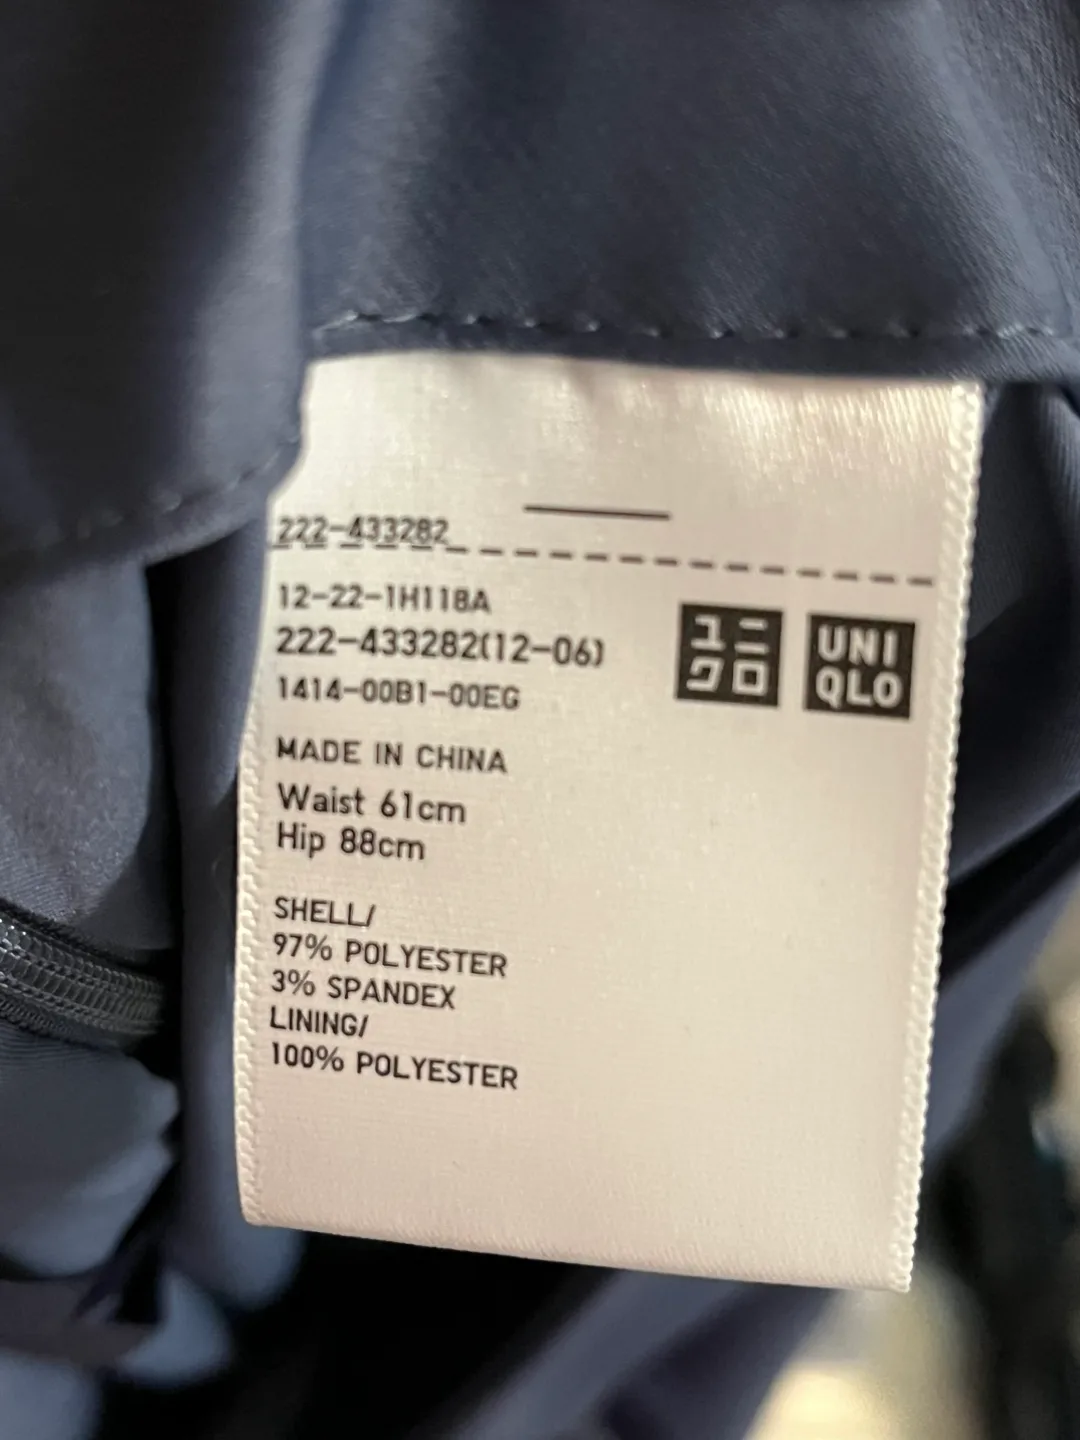 222-433282
12-22-1H118A
222-433282(12-06)
1414-00B1-00EG
ユニ
クロ
UNI
QLO
MADE IN CHINA
Waist 61cm
Hip 88cm
SHELL/
97% POLYESTER
3% SPANDEX
LINING/
100% POLYESTER